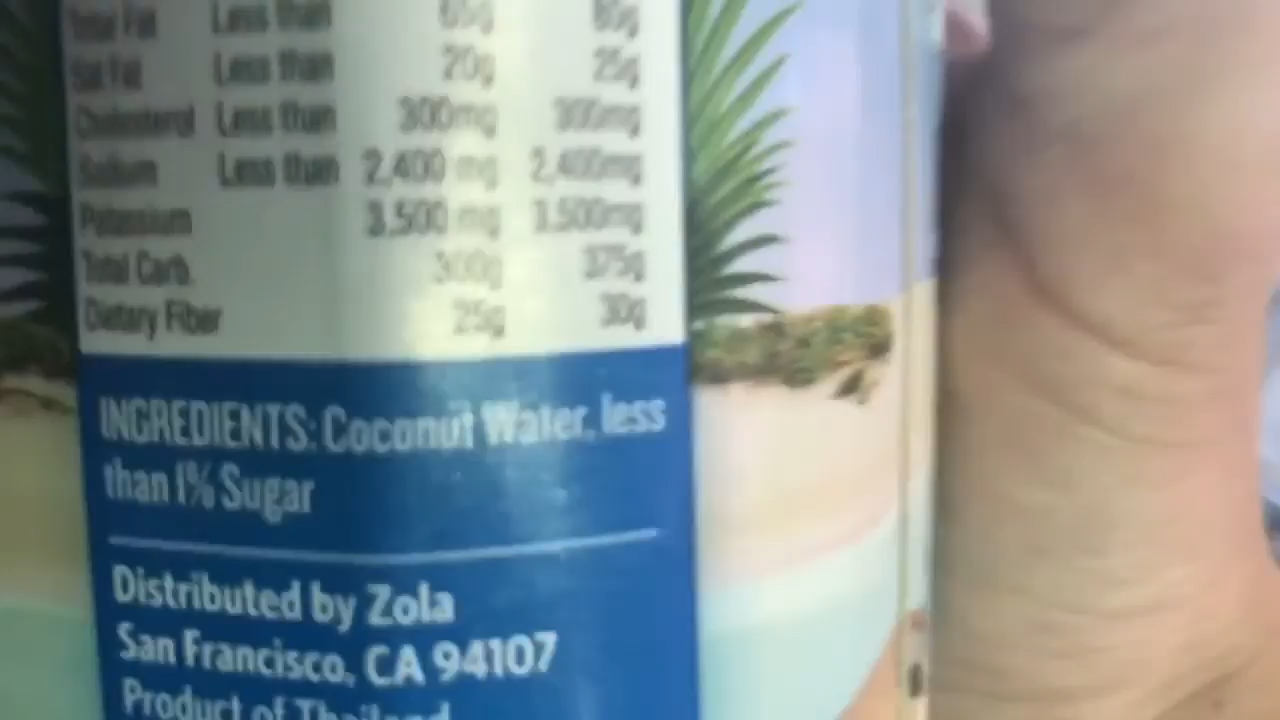 Total Fat Less than 65g 80g
Sat Fat Less than 20g 25g
Cholesterol Less than 300mg 300mg
Sodium Less than 2,400 mg 2,400mg
Potassium 3,500 mg 3,500mg
Total Carb. 300g 375g
Dietary Fiber 25g 30g
INGREDIENTS: Coconut Water, less
than 1% Sugar
Distributed by Zola
San Francisco, CA 94107
Product of Thailand